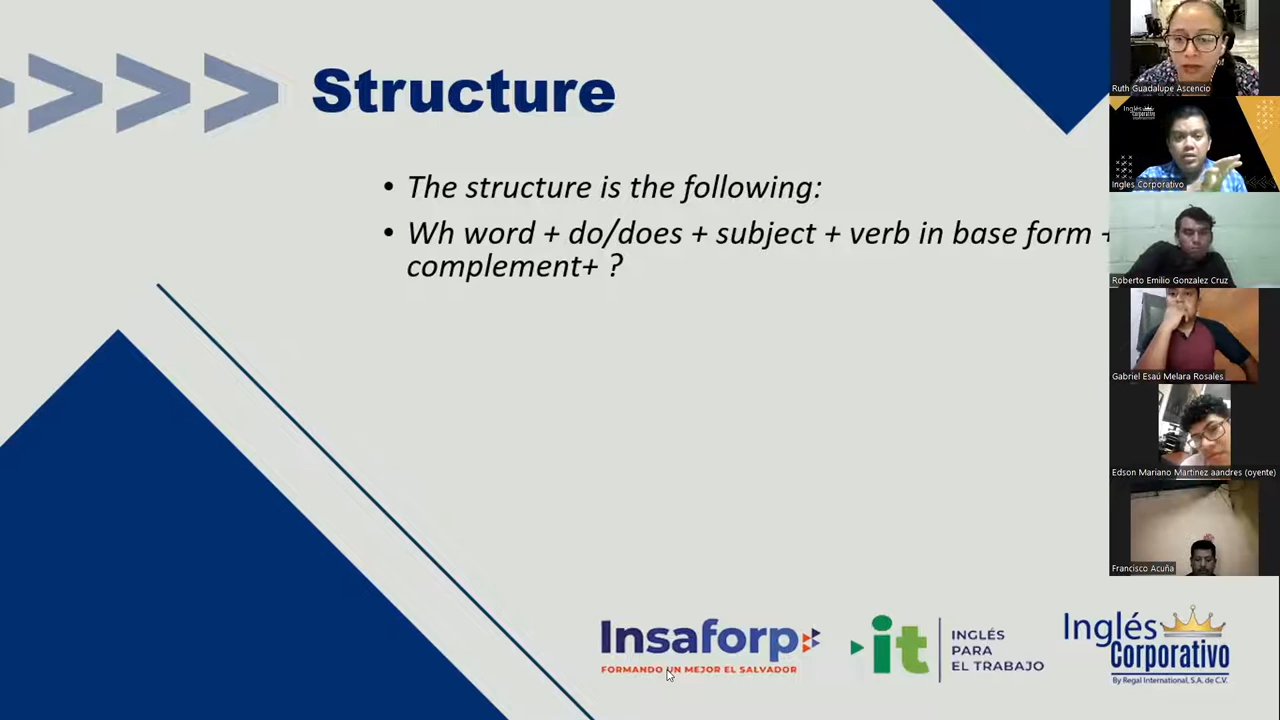 Structure
• The structure is the following:
• Wh word + do/does + subject + verb in base form +
complement+ ?
Ruth Guadalupe Ascencio
Inglés
Corporativo
Ingles Corporativo
Roberto Emilio Gonzalez Cruz
Gabriel Esaú Melara Rosales
Edson Mariano Martinez aandres (oyente)
Francisco Acuña
Insaforp
FORMANDO UN MEJOR EL SALVADOR
it
INGLÉS
PARA
EL TRABAJO
Inglés
Corporativo
By Regal International, S.A. de C.V.